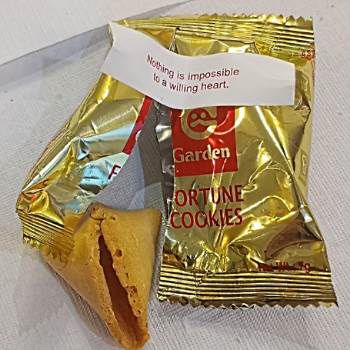 Nothing is impossible
to a willing heart.
Garden
FORTUNE
COOKIES